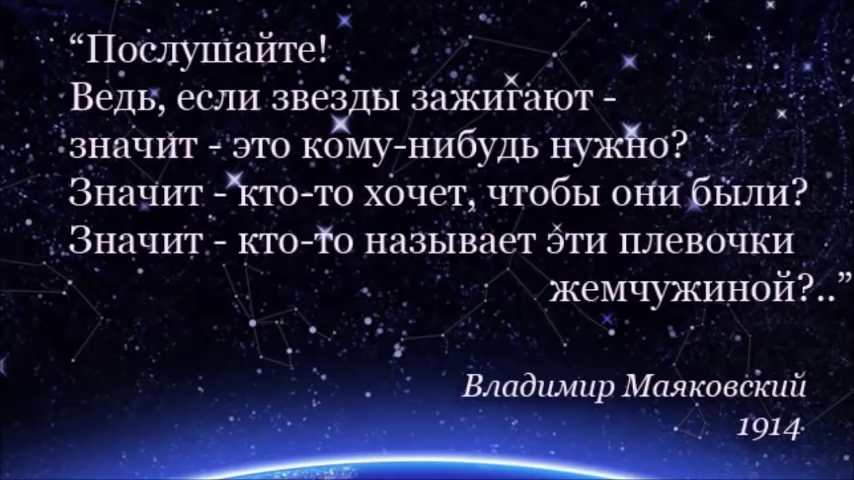 “Послушайте!
Ведь, если звезды зажигают -
значит - это кому-нибудь нужно?
Значит - кто-то хочет, чтобы они были?
Значит - кто-то называет эти плевочки
жемчужиной?..”
Владимир Маяковский
1914